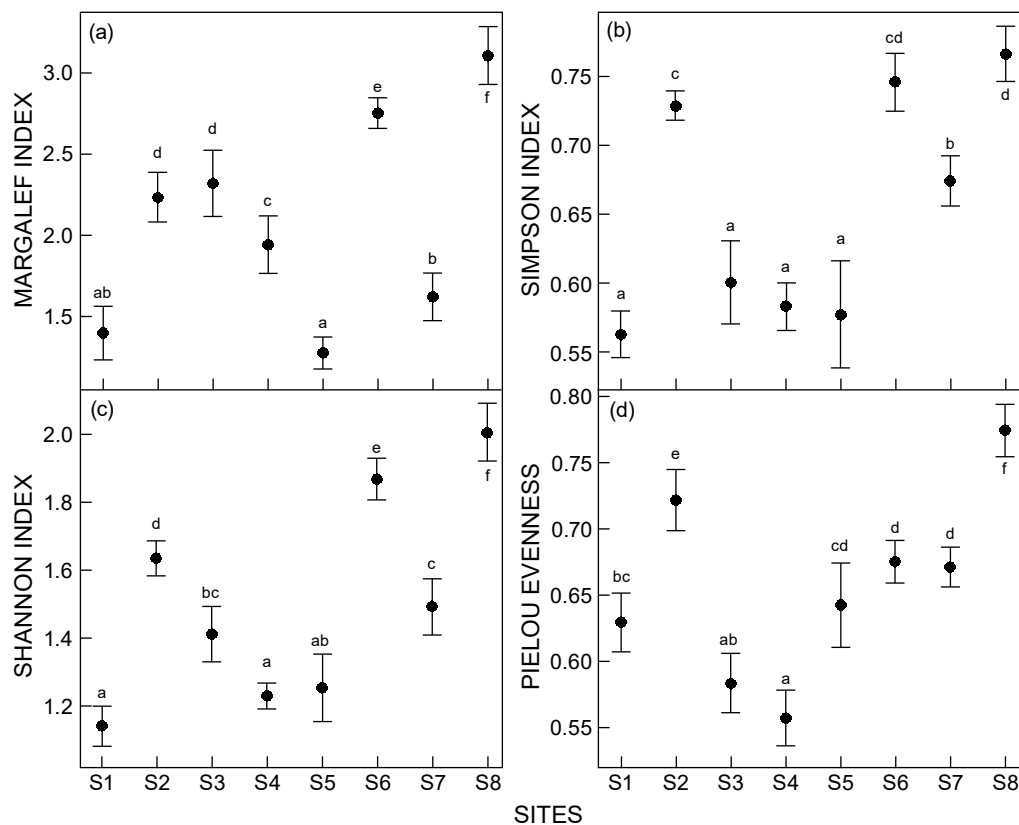 (a)
MARGALEF INDEX
3.0
2.5
2.0
1.5
ab
d
d
c
a
e
b
f
(b)
SIMPSON INDEX
0.75
0.70
0.65
0.60
0.55
a
c
a
a
a
cd
b
d
(c)
SHANNON INDEX
2.0
1.8
1.6
1.4
1.2
a
d
bc
a
ab
e
c
f
S1 S2 S3 S4 S5 S6 S7 S8
(d)
PIELOU EVENNESS
0.80
0.75
0.70
0.65
0.60
0.55
bc
e
ab
a
cd
d
d
f
S1 S2 S3 S4 S5 S6 S7 S8
SITES